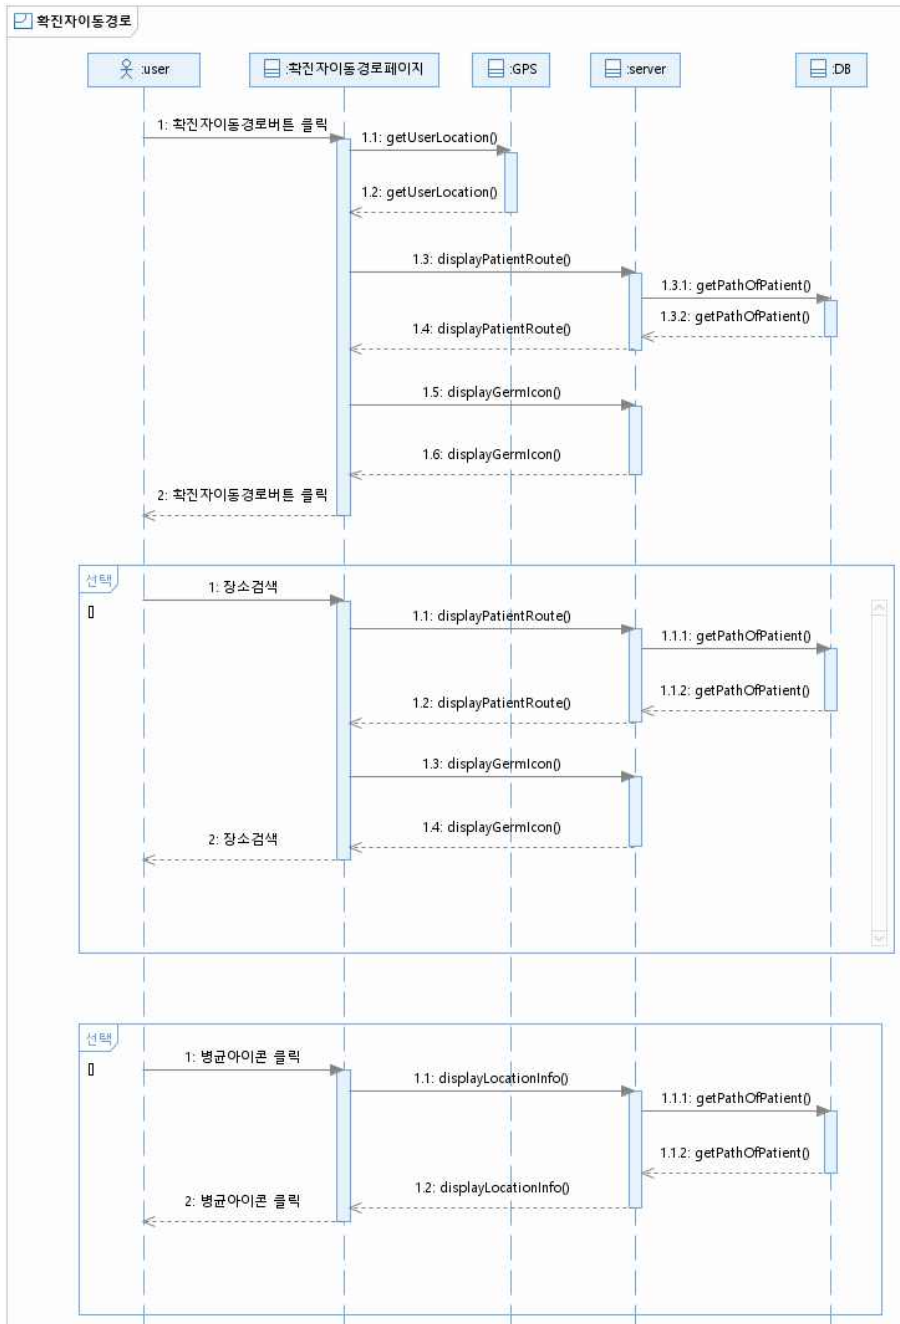 확진자이동경로
:user
:확진자이동경로페이지
:GPS
:server
:DB
1: 확진자이동경로버튼 클릭
1.1: getUserLocation()
1.2: getUserLocation()
1.3: displayPatientRoute()
1.3.1: getPathOfPatient()
1.3.2: getPathOfPatient()
1.4: displayPatientRoute()
1.5: displayGermIcon()
1.6: displayGermIcon()
2: 확진자이동경로버튼 클릭
선택
[]
1: 장소검색
1.1: displayPatientRoute()
1.1.1: getPathOfPatient()
1.1.2: getPathOfPatient()
1.2: displayPatientRoute()
1.3: displayGermIcon()
1.4: displayGermIcon()
2: 장소검색
선택
[]
1: 병균아이콘 클릭
1.1: displayLocationInfo()
1.1.1: getPathOfPatient()
1.1.2: getPathOfPatient()
1.2: displayLocationInfo()
2: 병균아이콘 클릭